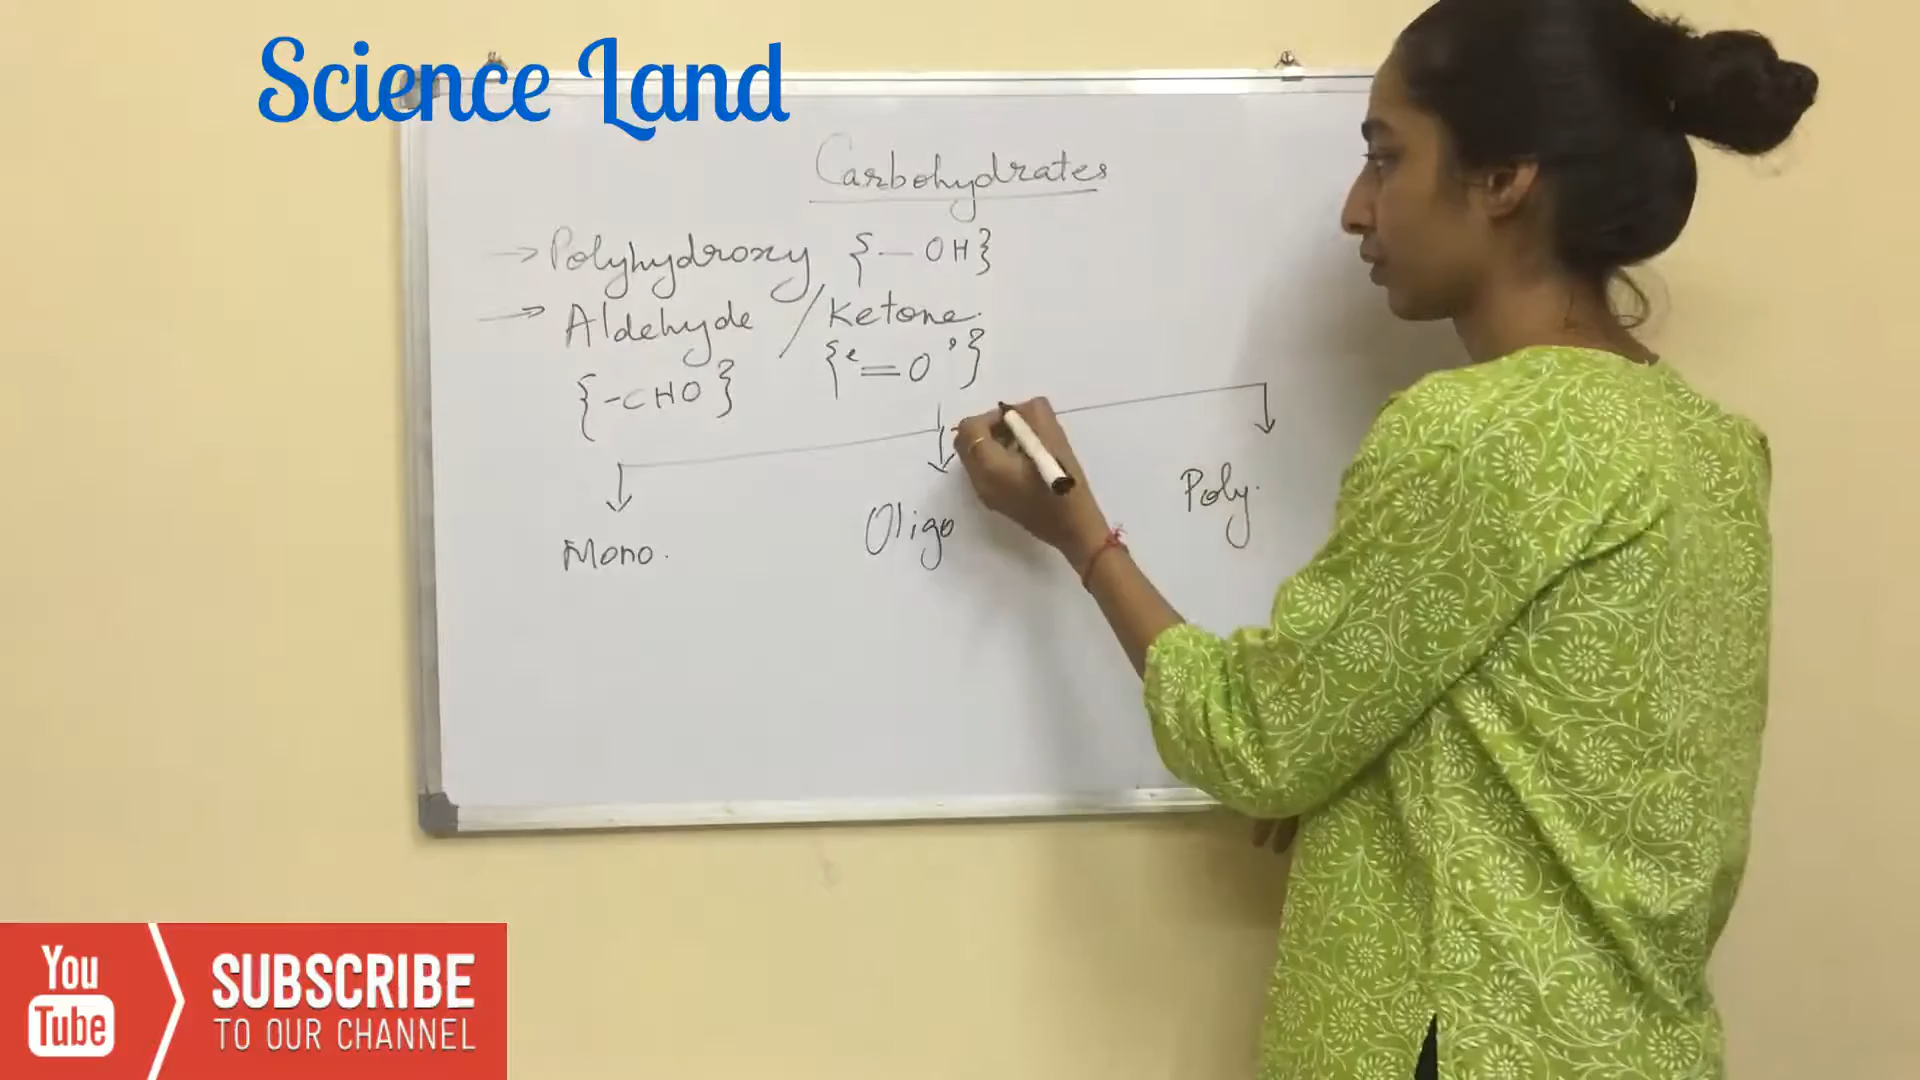 Science Land
Carbohydrates
→ Polyhydroxy {— OH}
→ Aldehyde / Ketone.
{-CHO} {=O}
Mono. Oligo Poly.
You
Tube
SUBSCRIBE
TO OUR CHANNEL